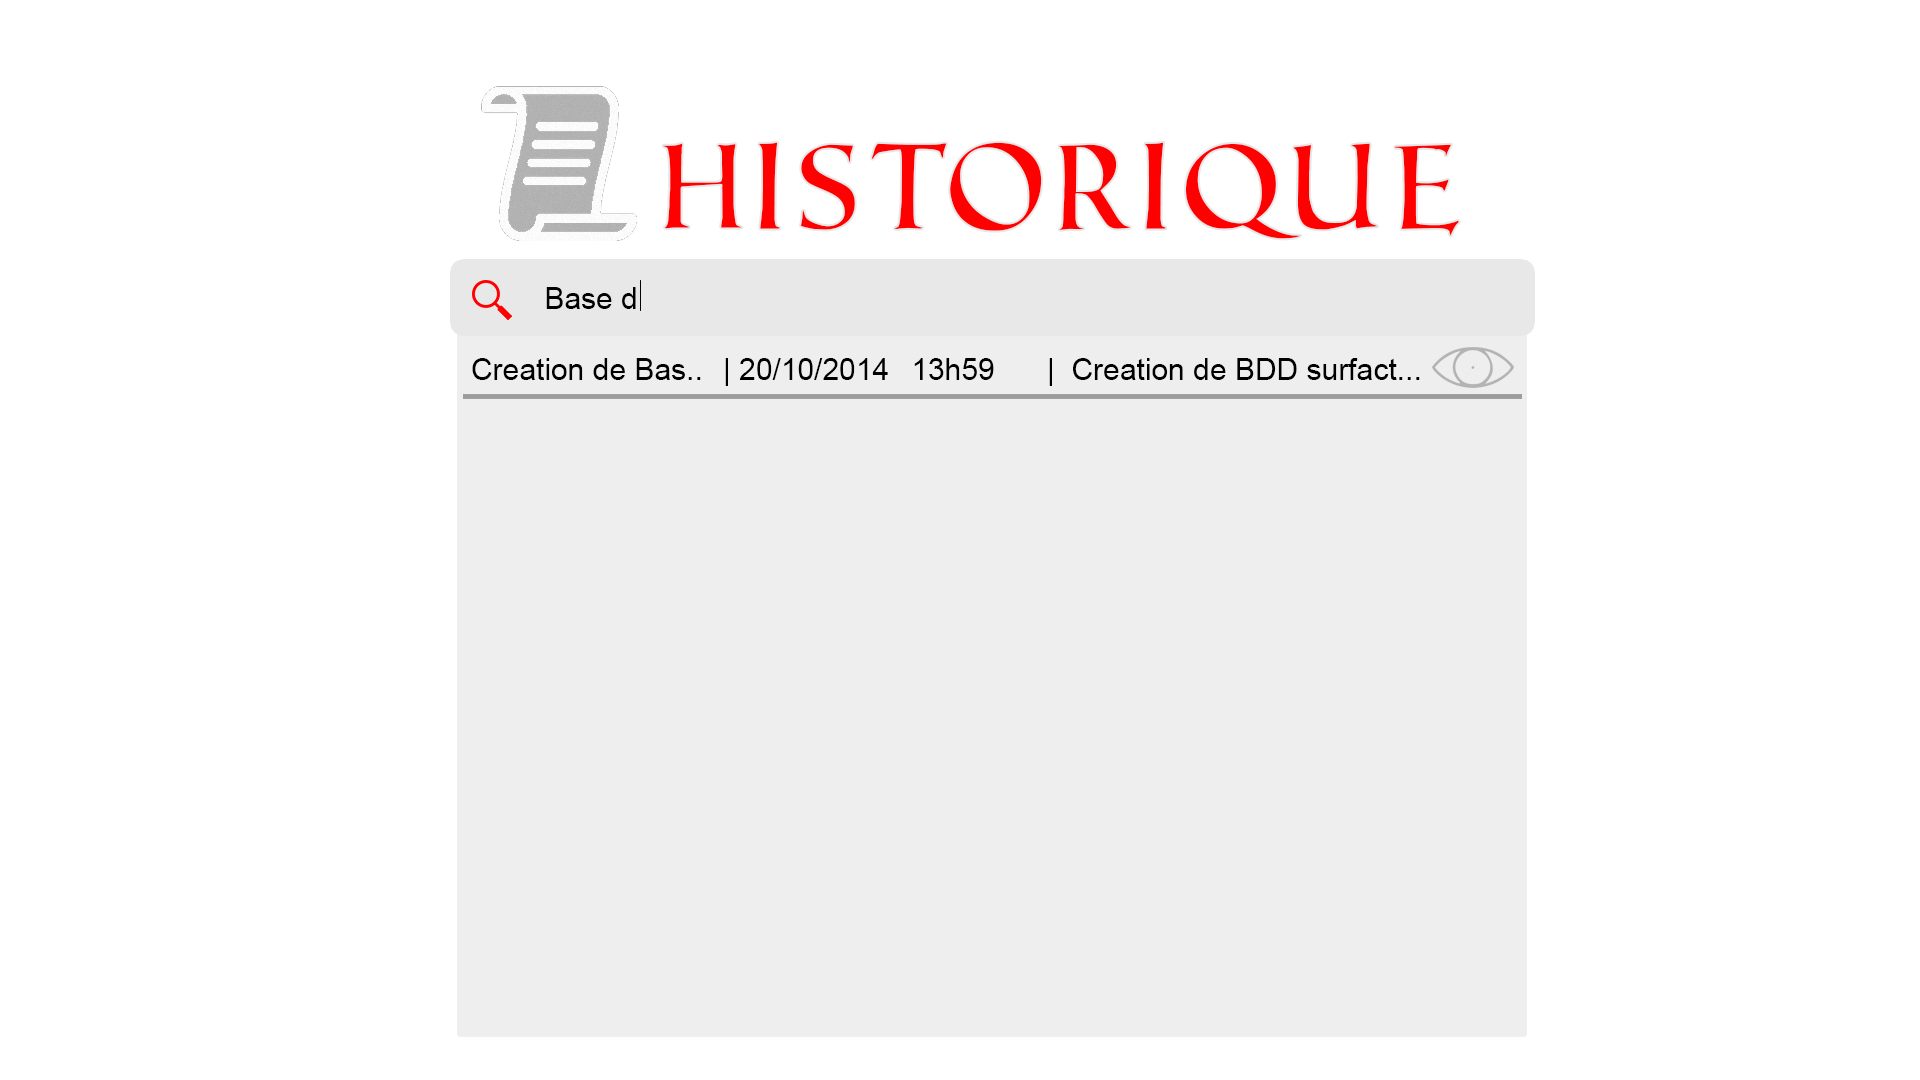 HISTORIQUE
Base d
Creation de Bas.. | 20/10/2014 13h59 | Creation de BDD surfact...